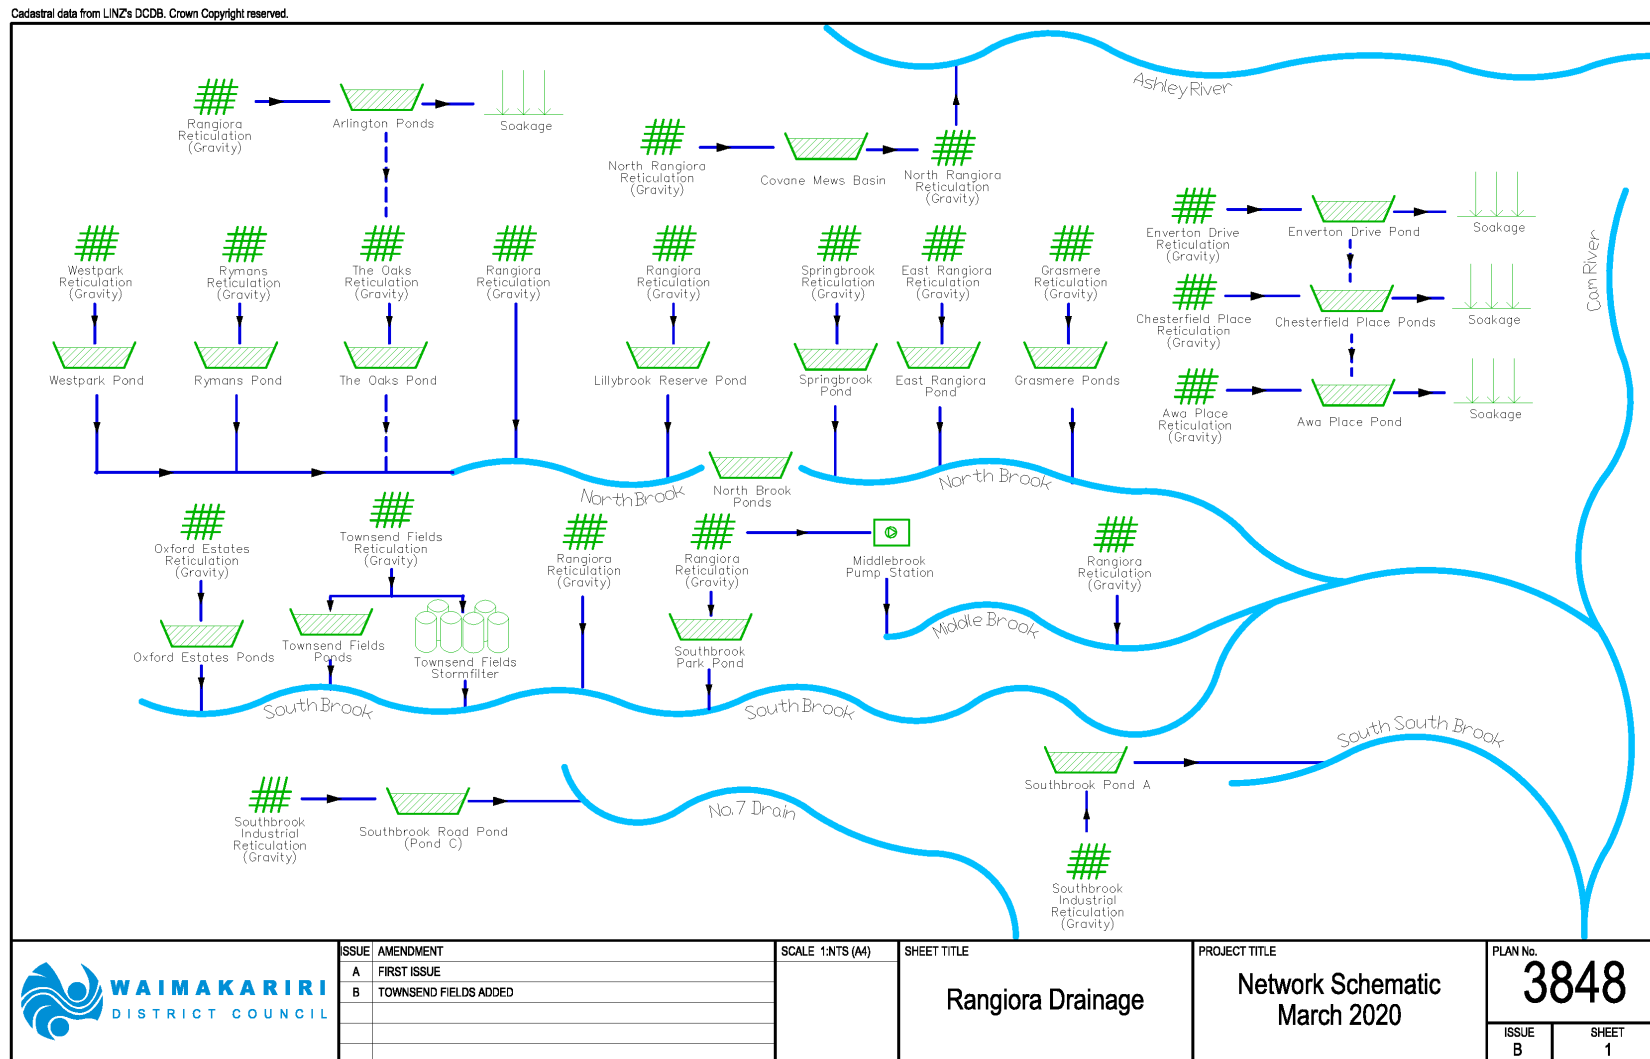 Cadastral data from LINZ's DCDB. Crown Copyright reserved.
Ashley River
Rangiora
Reticulation
(Gravity)
Arlington Ponds
Soakage
North Rangiora
Reticulation
(Gravity)
Covane Mews Basin
North Rangiora
Reticulation
(Gravity)
Enverton Drive
Reticulation
(Gravity)
Enverton Drive Pond
Soakage
Cam River
Westpark
Reticulation
(Gravity)
Rymans
Reticulation
(Gravity)
The Oaks
Reticulation
(Gravity)
Rangiora
Reticulation
(Gravity)
Rangiora
Reticulation
(Gravity)
Springbrook
Reticulation
(Gravity)
East Rangiora
Reticulation
(Gravity)
Grasmere
Reticulation
(Gravity)
Chesterfield Place
Reticulation
(Gravity)
Chesterfield Place Ponds
Soakage
Westpark Pond
Rymans Pond
The Oaks Pond
Lillybrook Reserve Pond
Springbrook
Pond
East Rangiora
Pond
Grasmere Ponds
Awa Place
Reticulation
(Gravity)
Awa Place Pond
Soakage
North Brook
North Brook
Ponds
North Brook
Oxford Estates
Reticulation
(Gravity)
Townsend Fields
Reticulation
(Gravity)
Rangiora
Reticulation
(Gravity)
Rangiora
Reticulation
(Gravity)
Middlebrook
Pump Station
Rangiora
Reticulation
(Gravity)
Oxford Estates Ponds
Townsend Fields
Ponds
Townsend Fields
Stormfilter
Southbrook
Park Pond
Middle Brook
South Brook
South Brook
South South Brook
Southbrook
Industrial
Reticulation
(Gravity)
Southbrook Road Pond
(Pond C)
No.7 Drain
Southbrook Pond A
Southbrook
Industrial
Reticulation
(Gravity)
WAIMAKARIRI
DISTRICT COUNCIL
ISSUE AMENDMENT
A FIRST ISSUE
B TOWNSEND FIELDS ADDED
SCALE 1:NTS (A4)
SHEET TITLE
Rangiora Drainage
PROJECT TITLE
Network Schematic
March 2020
PLAN No.
3848
ISSUE
B
SHEET
1